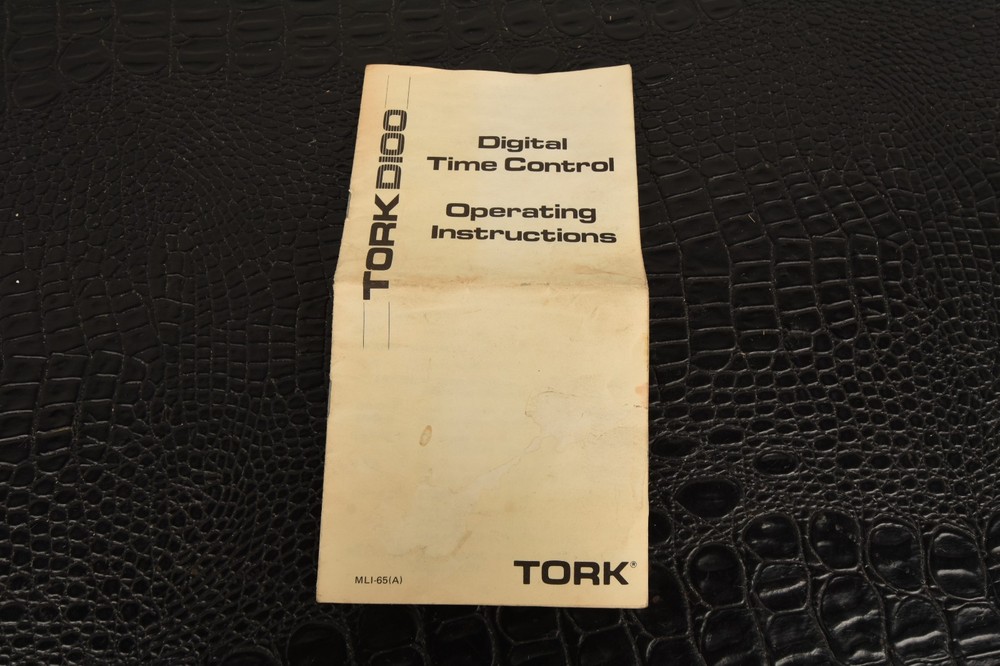 TORK D100
Digital
Time Control
Operating
Instructions
MLI-65(A)
TORK®